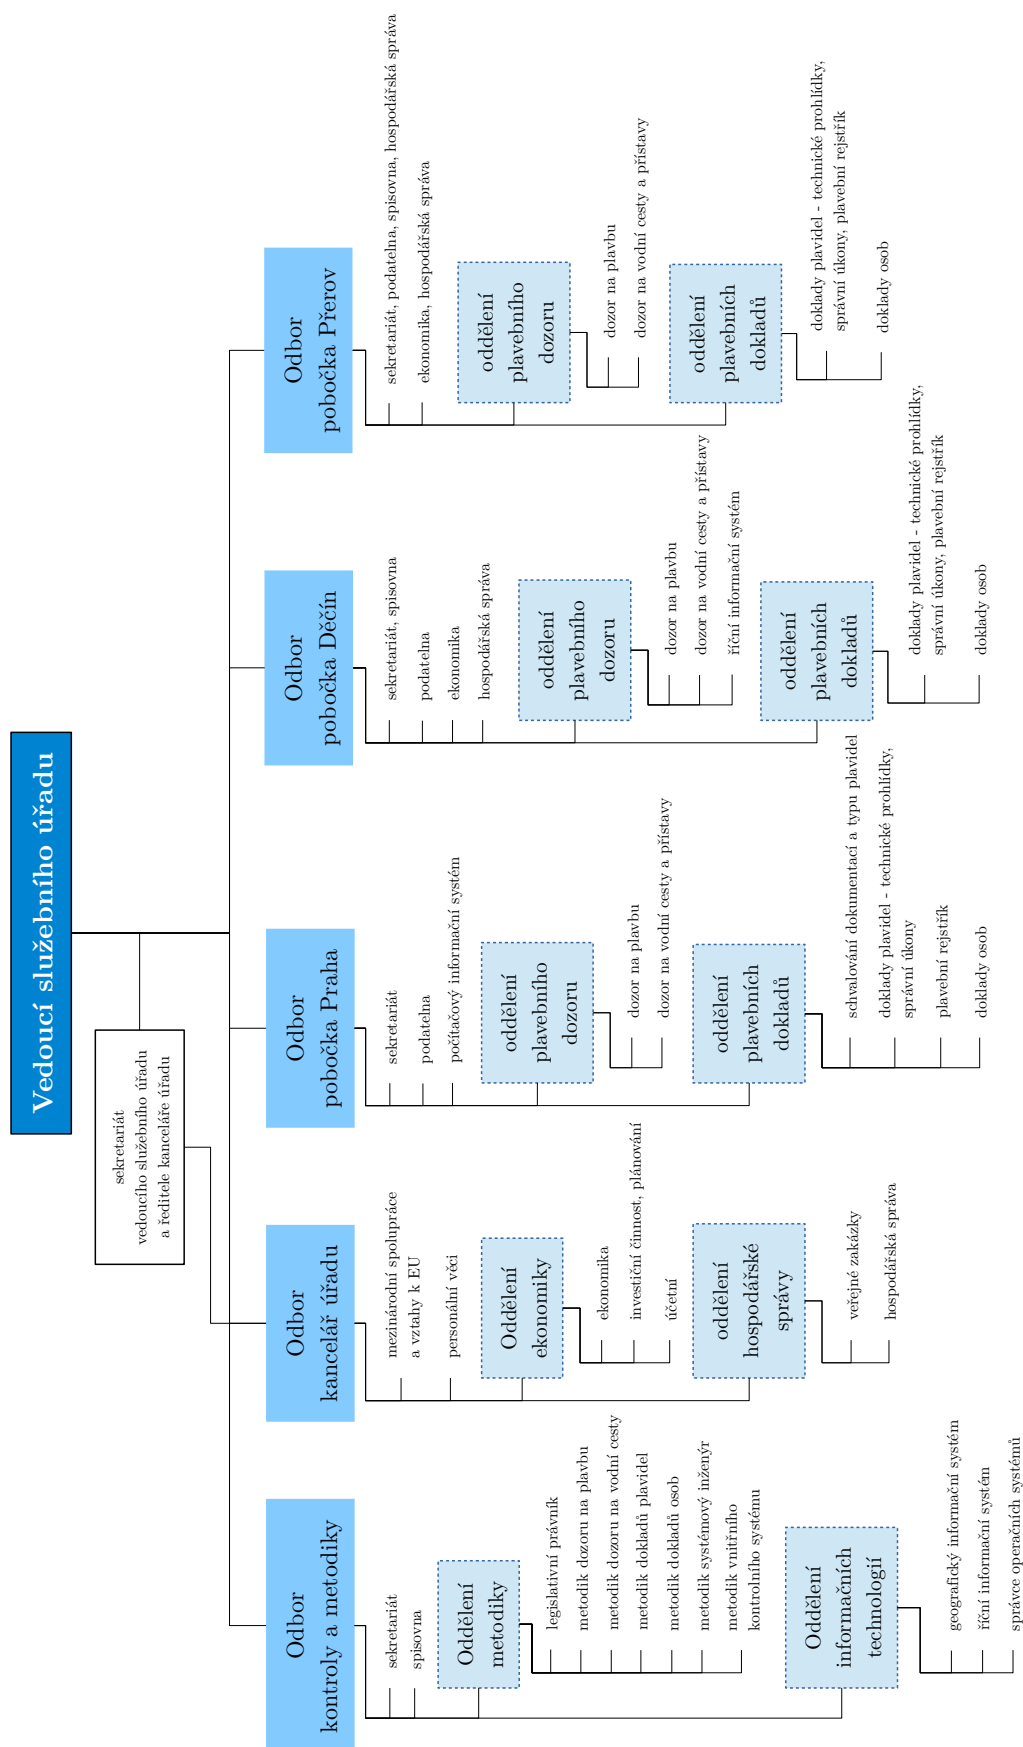 Vedoucí služebního úřadu
sekretariát
vedoucího služebního úřadu
a ředitele kanceláře úřadu
Odbor
kontroly a metodiky
sekretariát
spisovna
Oddělení
metodiky
legislativní právník
metodik dozoru na plavbu
metodik dozoru na vodní cesty
metodik dokladů plavidel
metodik dokladů osob
metodik systémový inženýr
metodik vnitřního
kontrolního systému
Oddělení
informačních
technologií
geografický informační systém
říční informační systém
správce operačních systémů
Odbor
kancelář úřadu
mezinárodní spolupráce
a vztahy k EU
personální věci
Oddělení
ekonomiky
ekonomika
investiční činnost, plánování
účetní
oddělení
hospodářské
správy
veřejné zakázky
hospodářská správa
Odbor
pobočka Praha
sekretariát
podatelna
počítačový informační systém
oddělení
plavebního
dozoru
dozor na plavbu
dozor na vodní cesty a přístavy
oddělení
plavebních
dokladů
schvalování dokumentací a typu plavidel
doklady plavidel - technické prohlídky,
správní úkony
plavební rejstřík
doklady osob
Odbor
pobočka Děčín
sekretariát, spisovna
podatelna
ekonomika
hospodářská správa
oddělení
plavebního
dozoru
dozor na plavbu
dozor na vodní cesty a přístavy
říční informační systém
oddělení
plavebních
dokladů
doklady plavidel - technické prohlídky,
správní úkony, plavební rejstřík
doklady osob
Odbor
pobočka Přerov
sekretariát, podatelna, spisovna, hospodářská správa
ekonomika, hospodářská správa
oddělení
plavebního
dozoru
dozor na plavbu
dozor na vodní cesty a přístavy
oddělení
plavebních
dokladů
doklady plavidel - technické prohlídky,
správní úkony, plavební rejstřík
doklady osob